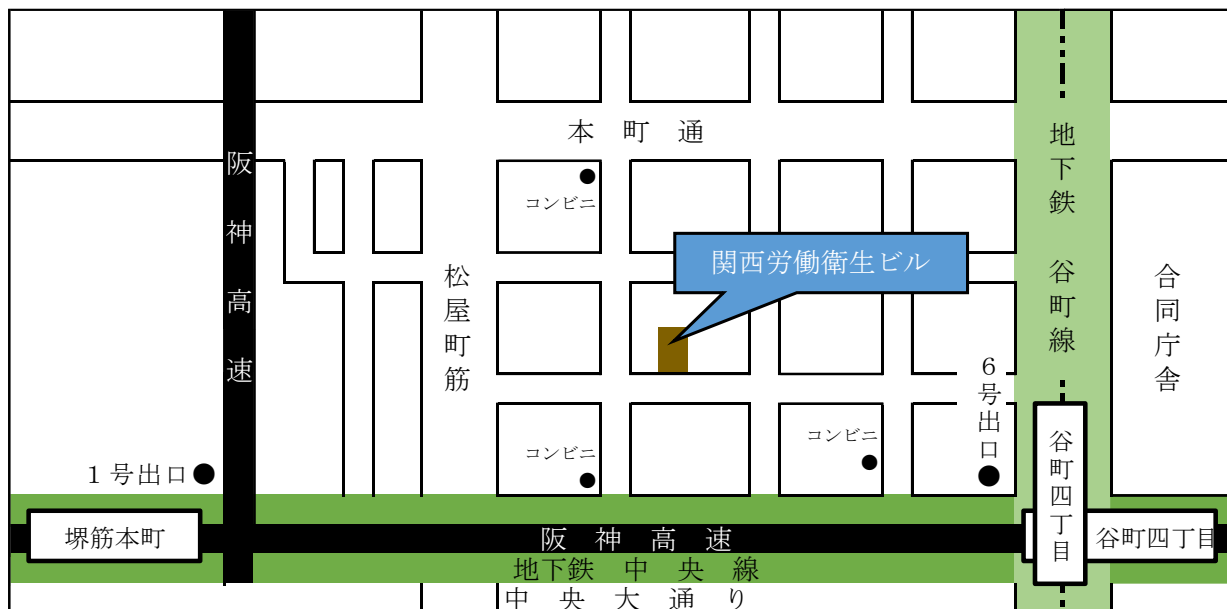 本町通
阪神高速
地下鉄 谷町線
コンビニ
関西労働衛生ビル
松屋町筋
合同庁舎
6号出口
コンビニ
コンビニ
1号出口
谷町四丁目
堺筋本町
阪神高速
谷町四丁目
地下鉄 中央線
中央大通り